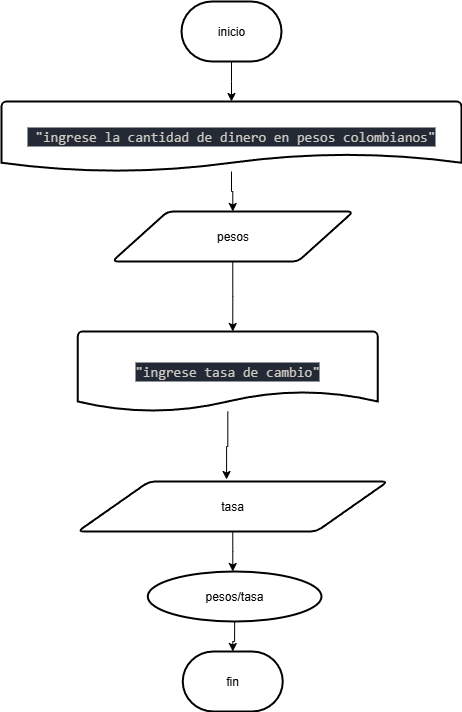 inicio
"ingrese la cantidad de dinero en pesos colombianos"
pesos
"ingrese tasa de cambio"
tasa
pesos/tasa
fin